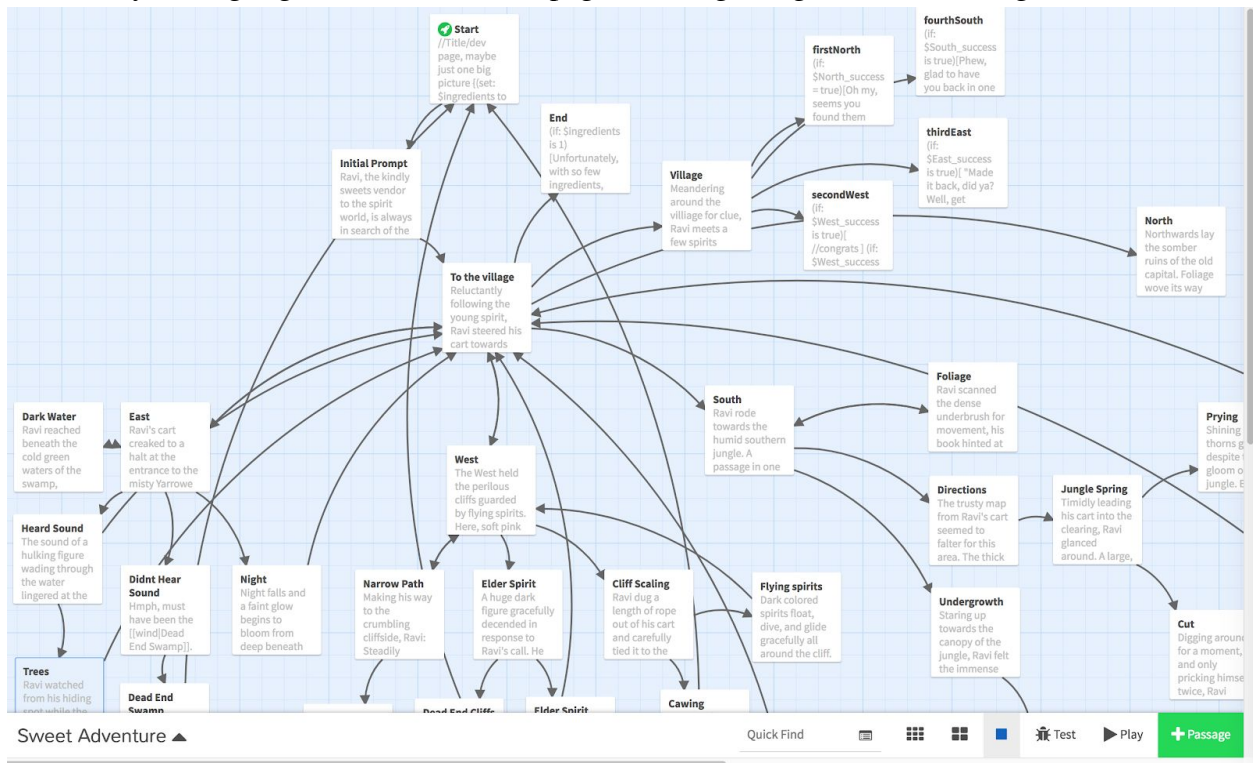 Start
//Title/dev
page, maybe
just one big
picture {(set:
$ingredients to
fourthSouth
(if:
$South_success
is true)[Phew,
glad to have
you back in one
firstNorth
(if:
$North_success
= true)[Oh my,
seems you
found them
End
(if: $ingredients
is 1)
[Unfortunately,
with so few
ingredients,
thirdEast
(if:
$East_success
is true)[ "Made
it back, did ya?
Well, get
Initial Prompt
Ravi, the kindly
sweets vendor
to the spirit
world, is always
in search of the
Village
Meandering
around the
villiage for clue,
Ravi meets a
few spirits
secondWest
(if:
$West_success
is true)[
//congrats ] (if:
$West_success
North
Northwards lay
the somber
ruins of the old
capital. Foliage
wove its way
To the village
Reluctantly
following the
young spirit,
Ravi steered his
cart towards
Foliage
Ravi scanned
the dense
underbrush for
movement, his
book hinted at
South
Ravi rode
towards the
humid southern
jungle. A
passage in one
Dark Water
Ravi reached
beneath the
cold green
waters of the
swamp,
East
Ravi's cart
creaked to a
halt at the
entrance to the
misty Yarrowe
Prying
Shining
thorns g
despite
gloom o
jungle. E
West
The West held
the perilous
cliffs guarded
by flying spirits.
Here, soft pink
Directions
The trusty map
from Ravi's cart
seemed to
falter for this
area. The thick
Jungle Spring
Timidly leading
his cart into the
clearing, Ravi
glanced
around. A large,
Heard Sound
The sound of a
hulking figure
wading through
the water
lingered at the
Didnt Hear
Sound
Hmph, must
have been the
[[wind|Dead
End Swamp]],
Night
Night falls and
a faint glow
begins to
bloom from
deep beneath
Narrow Path
Making his way
to the
crumbling
cliffside, Ravi:
Steadily
Elder Spirit
A huge dark
figure gracefully
decended in
response to
Ravi's call. He
Cliff Scaling
Ravi dug a
length of rope
out of his cart
and carefully
tied it to the
Flying spirits
Dark colored
spirits float,
dive, and glide
gracefully all
around the cliff.
Undergrowth
Staring up
towards the
canopy of the
jungle, Ravi felt
the immense
Cut
Digging around
for a moment,
and only
pricking himse
twice, Ravi
Trees
Ravi watched
from his hiding
spot while the
Dead End
Swamp
Dead End Cliffs
Elder Spirit
Cawing
Sweet Adventure
Quick Find
Test
Play
Passage